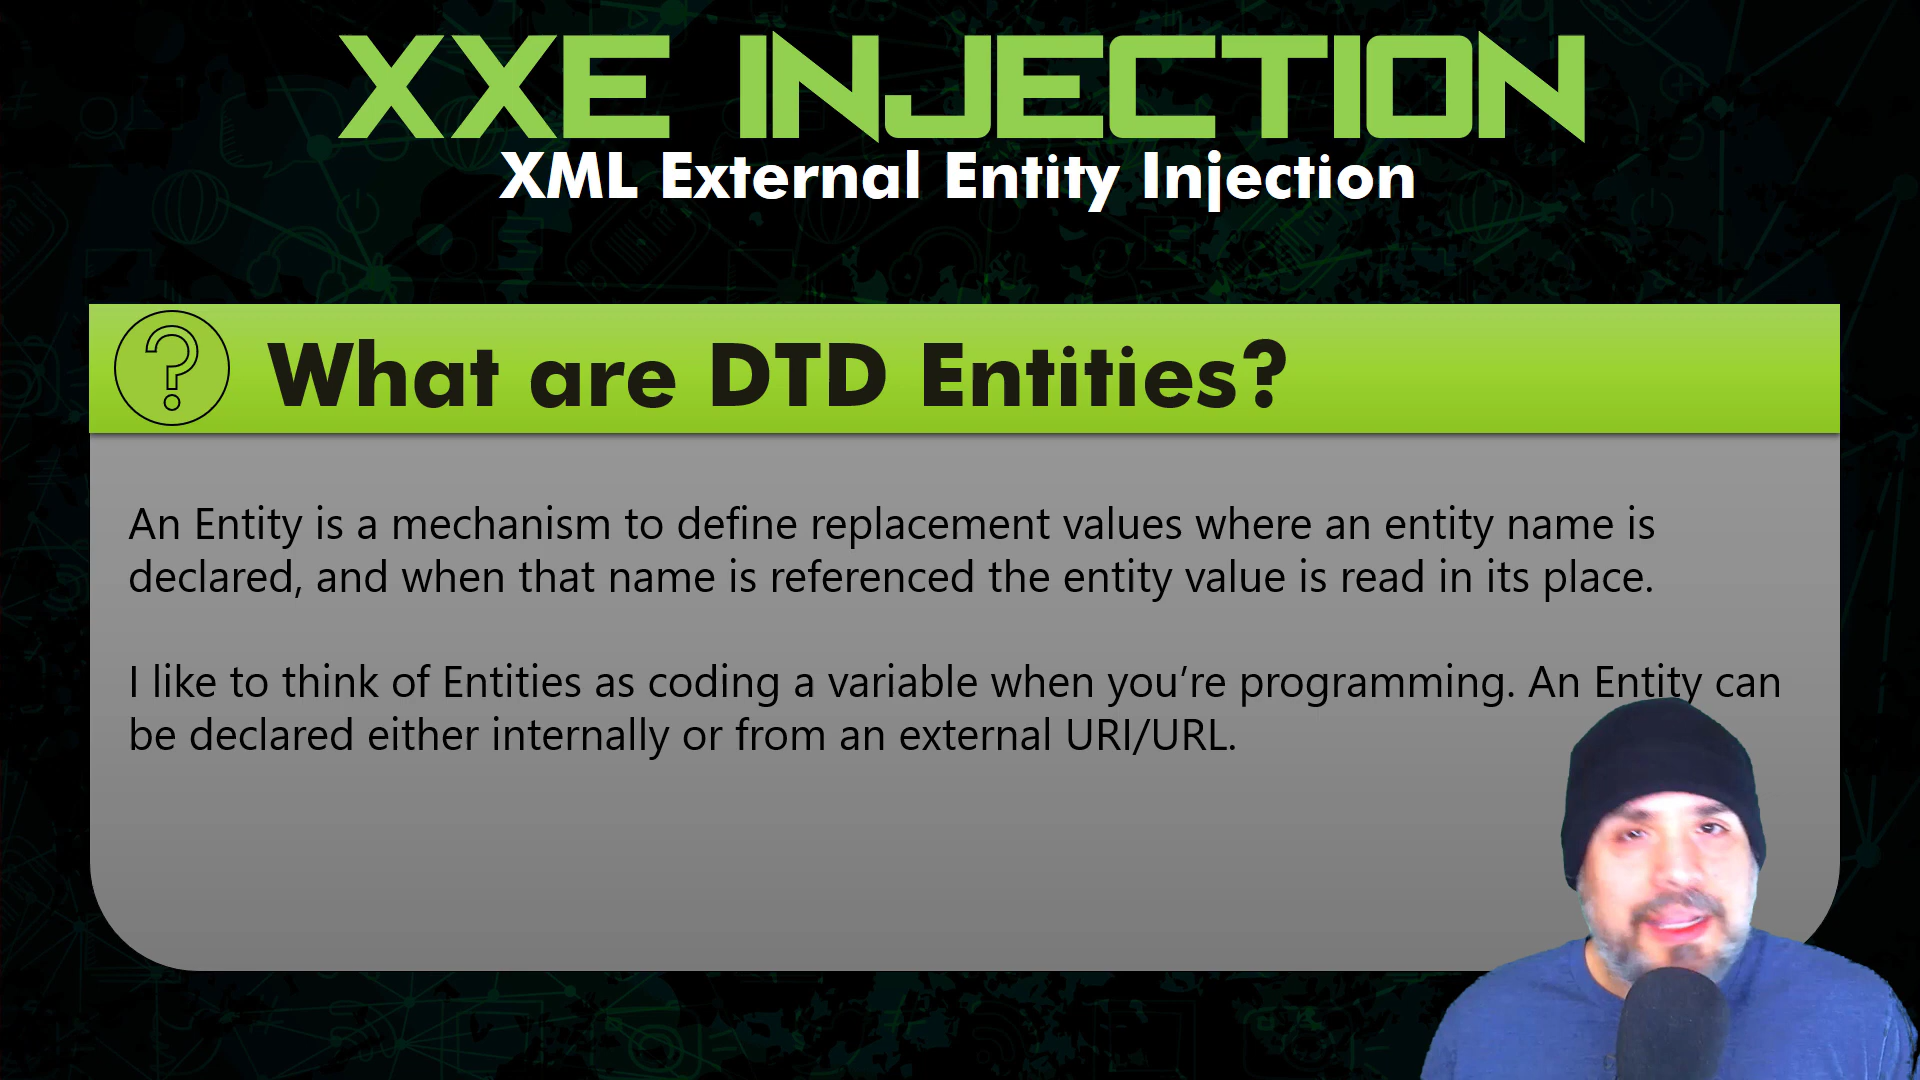 XXE INJECTION
XML External Entity Injection
What are DTD Entities?
An Entity is a mechanism to define replacement values where an entity name is
declared, and when that name is referenced the entity value is read in its place.
I like to think of Entities as coding a variable when you’re programming. An Entity can
be declared either internally or from an external URI/URL.